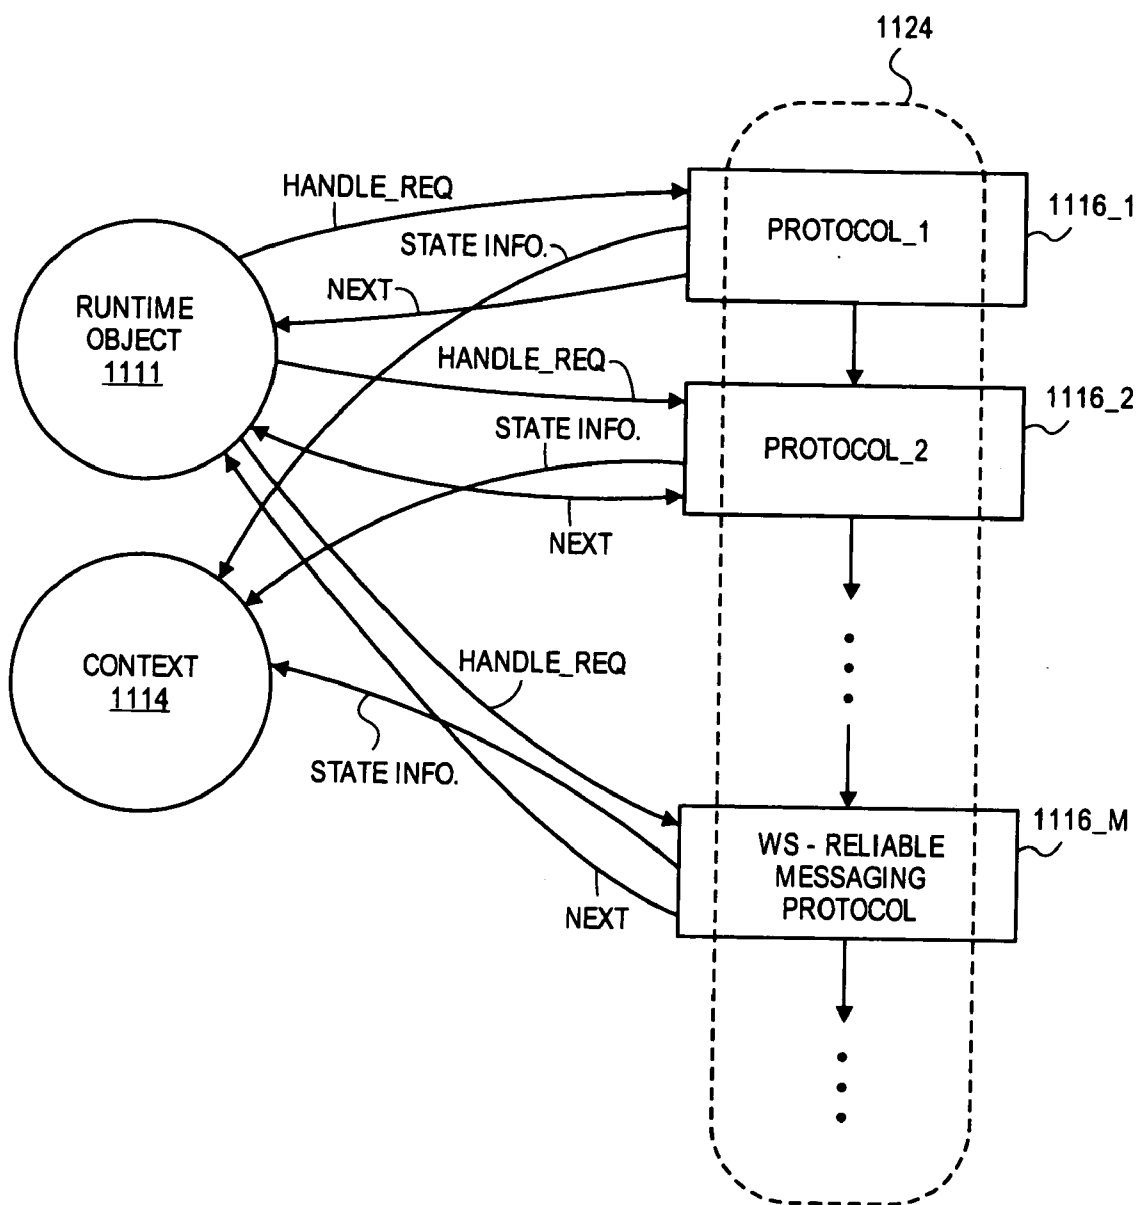 1124
HANDLE_REQ
1116_1
STATE INFO.
PROTOCOL_1
RUNTIME
OBJECT
1111
NEXT
HANDLE_REQ
1116_2
STATE INFO.
PROTOCOL_2
NEXT
CONTEXT
1114
HANDLE_REQ
STATE INFO.
1116_M
WS - RELIABLE
MESSAGING
PROTOCOL
NEXT